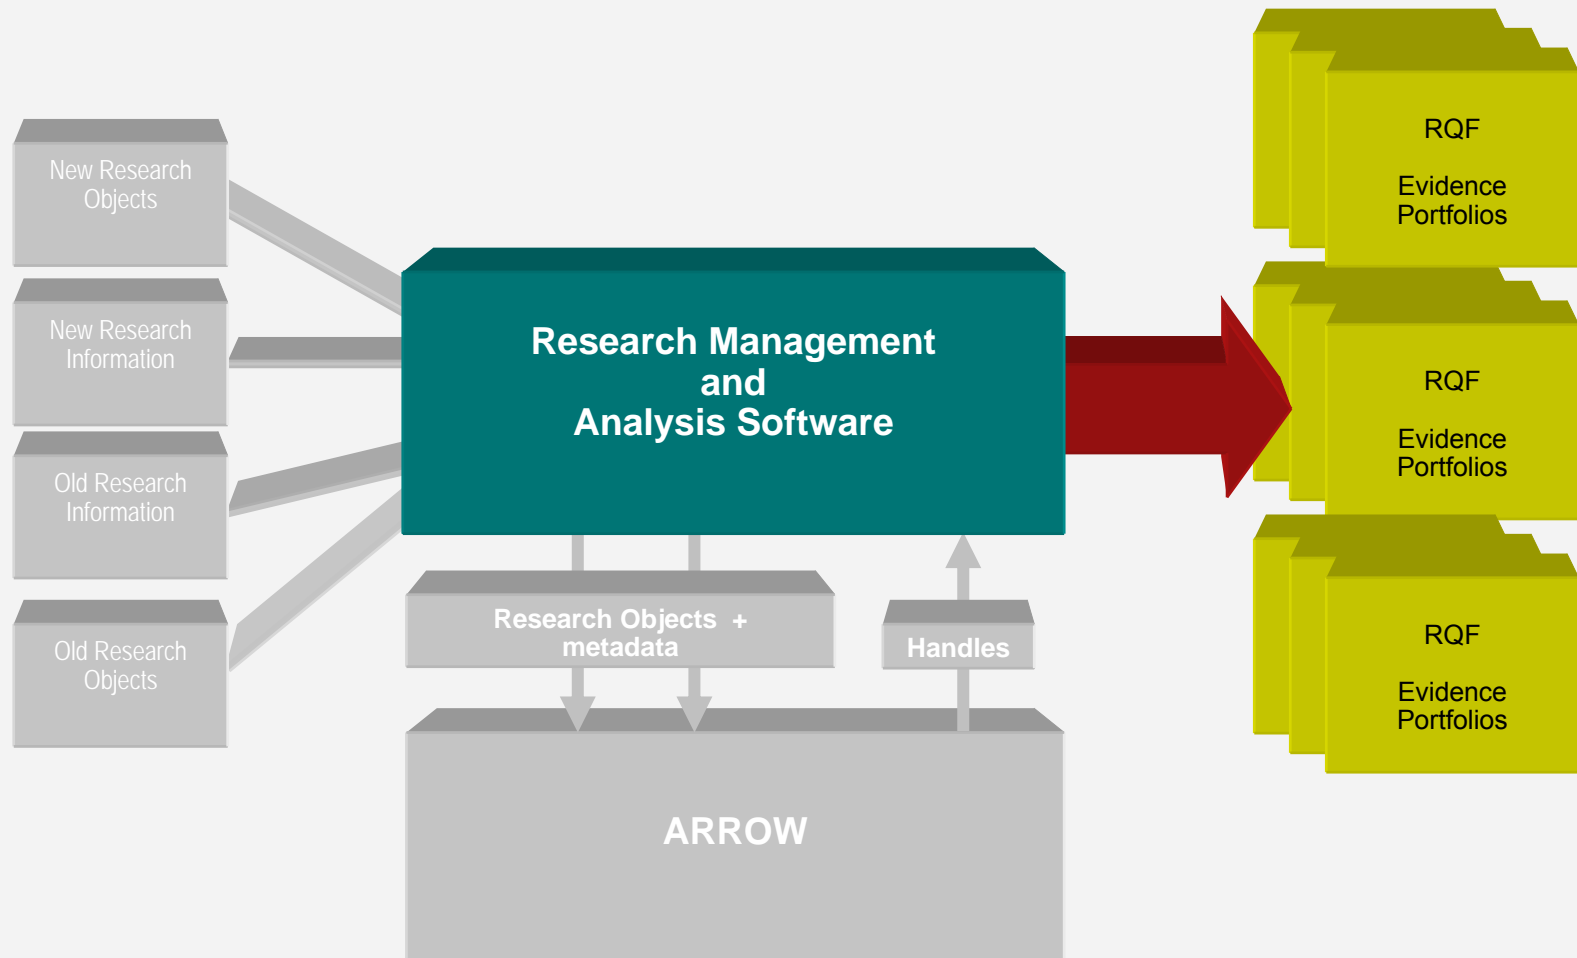 New Research
Objects
New Research
Information
Old Research
Information
Old Research
Objects
Research Management
and
Analysis Software
Research Objects  +
metadata
Handles
ARROW
RQF
Evidence
Portfolios
RQF
Evidence
Portfolios
RQF
Evidence
Portfolios